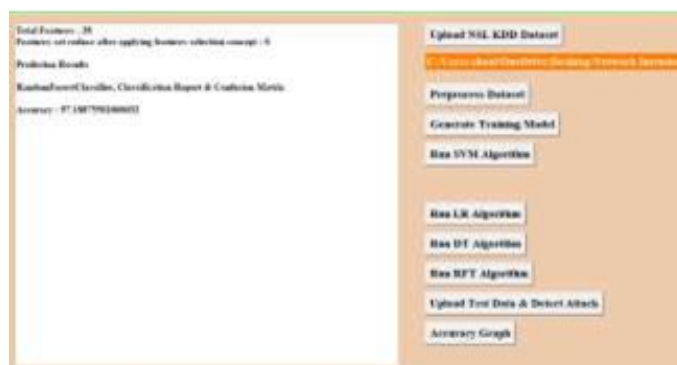 Total Features : 38
Features set reduce after applying features selection concept : 
Prediction Results
RandomForestClassifier, Classification Report & Confusion Matrix
Accuracy :
Upload NSL KDD Dataset
Preprocess Dataset
Generate Training Model
Run SVM Algorithm
Run LR Algorithm
Run DT Algorithm
Run RFT Algorithm
Upload Test Data & Detect Attack
Accuracy Graph